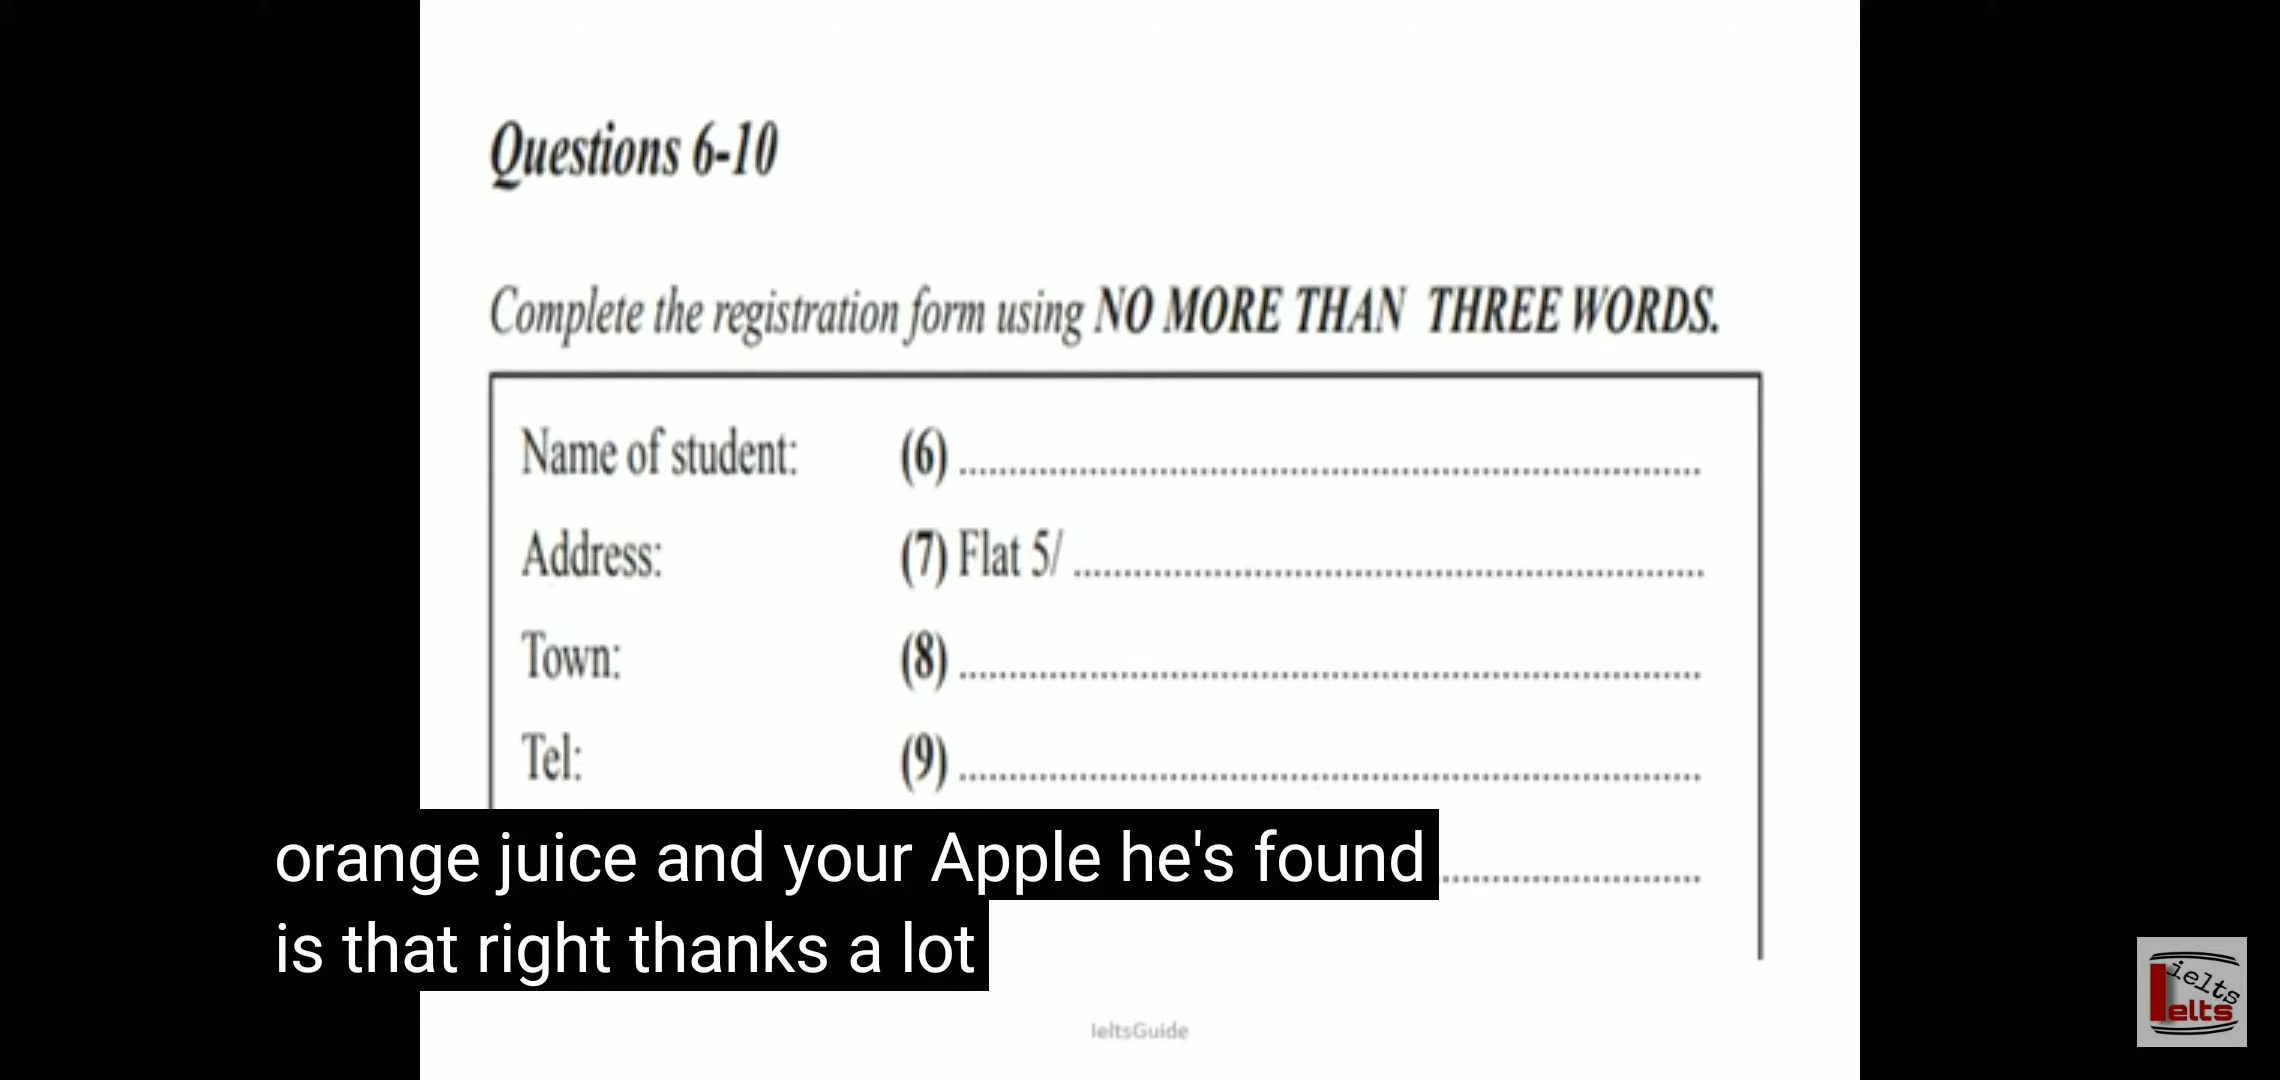 Questions 6-10
Complete the registration form using NO MORE THAN THREE WORDS.
Name of student: (6) ........................................................................
Address: (7) Flat 5/ ...............................................................
Town: (8) ........................................................................
Tel: (9) ........................................................................
orange juice and your Apple he's found .........................
is that right thanks a lot
IeltsGuide
ielts
Ielts